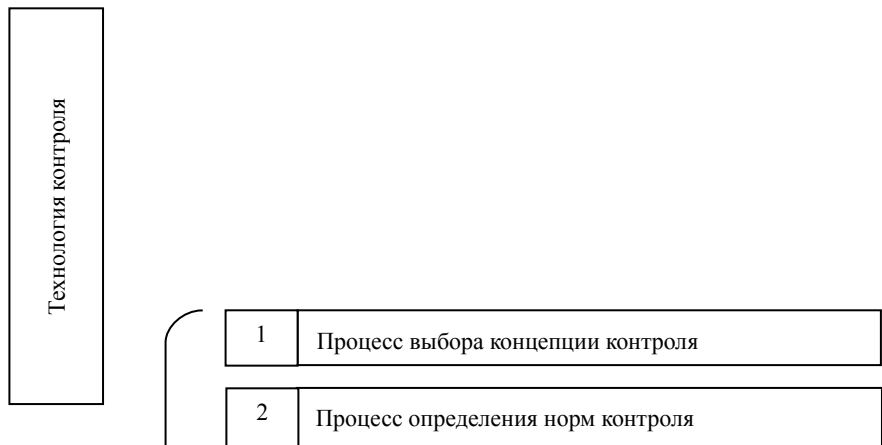 Технология контроля
1 Процесс выбора концепции контроля
2 Процесс определения норм контроля